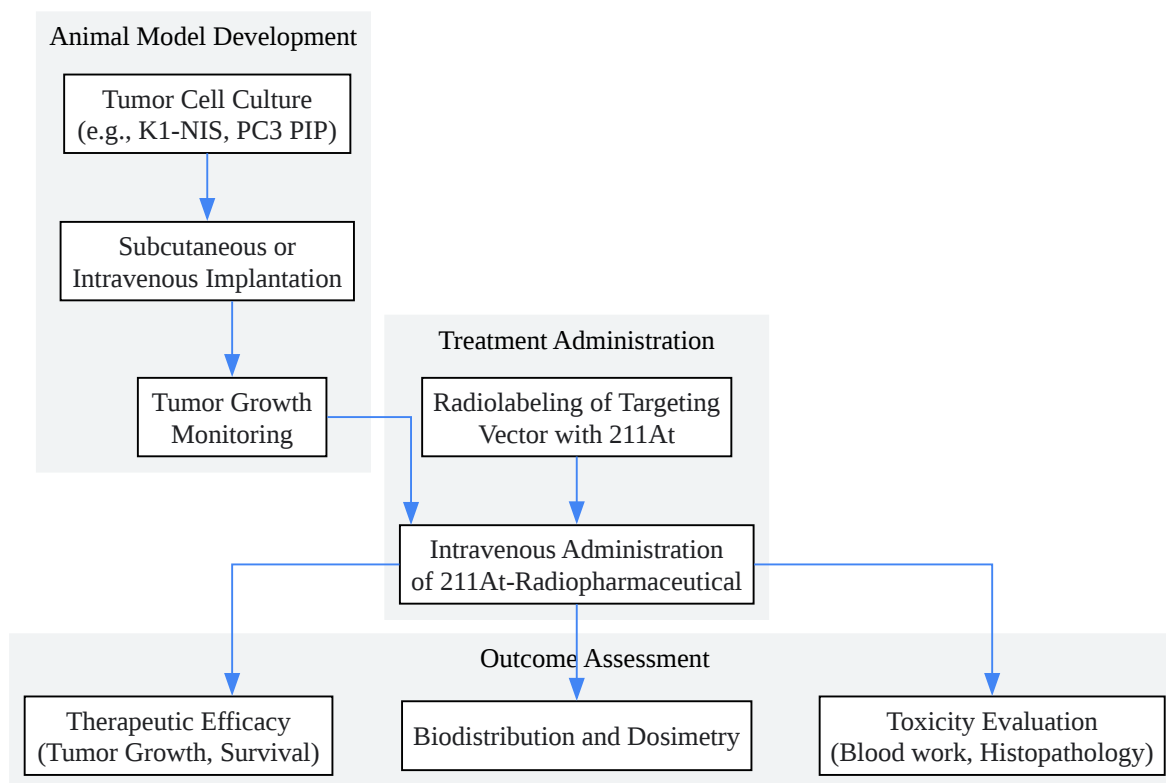 Animal Model Development
Tumor Cell Culture
(e.g., K1-NIS, PC3 PIP)
Subcutaneous or
Intravenous Implantation
Tumor Growth
Monitoring
Treatment Administration
Radiolabeling of Targeting
Vector with 211At
Intravenous Administration
of 211At-Radiopharmaceutical
Outcome Assessment
Therapeutic Efficacy
(Tumor Growth, Survival)
Biodistribution and Dosimetry
Toxicity Evaluation
(Blood work, Histopathology)